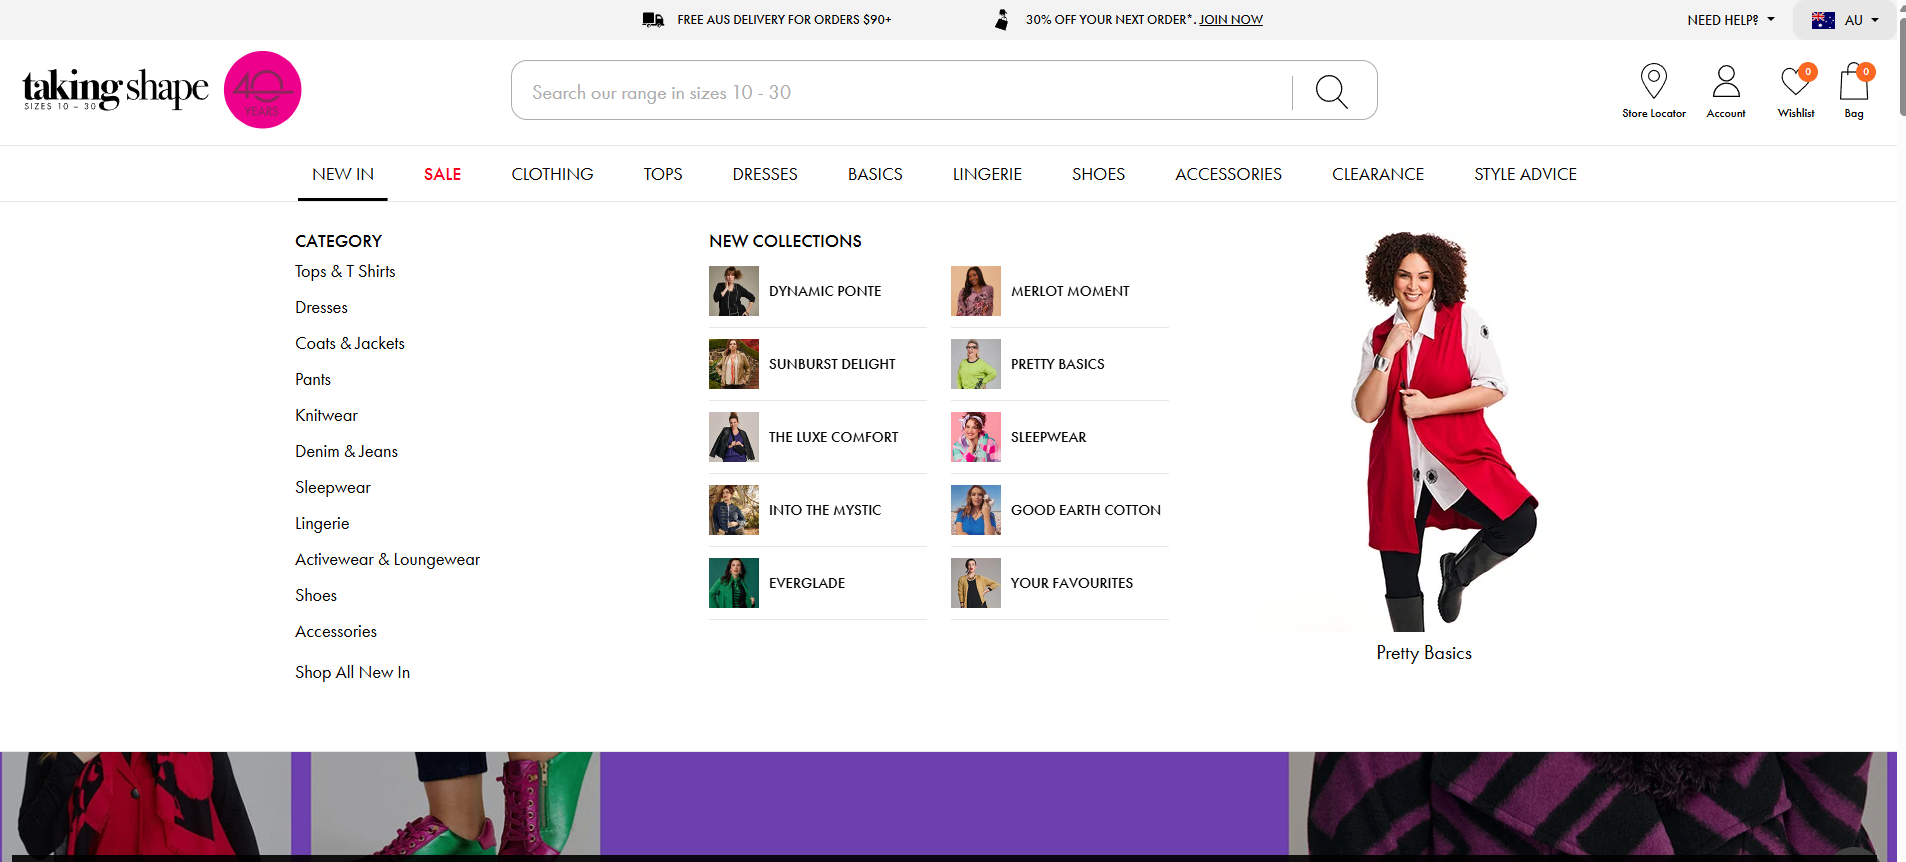 FREE AUS DELIVERY FOR ORDERS $90+
30% OFF YOUR NEXT ORDER*. JOIN NOW
NEED HELP?
AU
taking shape
SIZES 10 – 30
40
YEARS
Search our range in sizes 10 - 30
Store Locator
Account
0
Wishlist
0
Bag
NEW IN
SALE
CLOTHING
TOPS
DRESSES
BASICS
LINGERIE
SHOES
ACCESSORIES
CLEARANCE
STYLE ADVICE
CATEGORY
Tops & T Shirts
Dresses
Coats & Jackets
Pants
Knitwear
Denim & Jeans
Sleepwear
Lingerie
Activewear & Loungewear
Shoes
Accessories
Shop All New In
NEW COLLECTIONS
DYNAMIC PONTE
MERLOT MOMENT
SUNBURST DELIGHT
PRETTY BASICS
THE LUXE COMFORT
SLEEPWEAR
INTO THE MYSTIC
GOOD EARTH COTTON
EVERGLADE
YOUR FAVOURITES
Pretty Basics